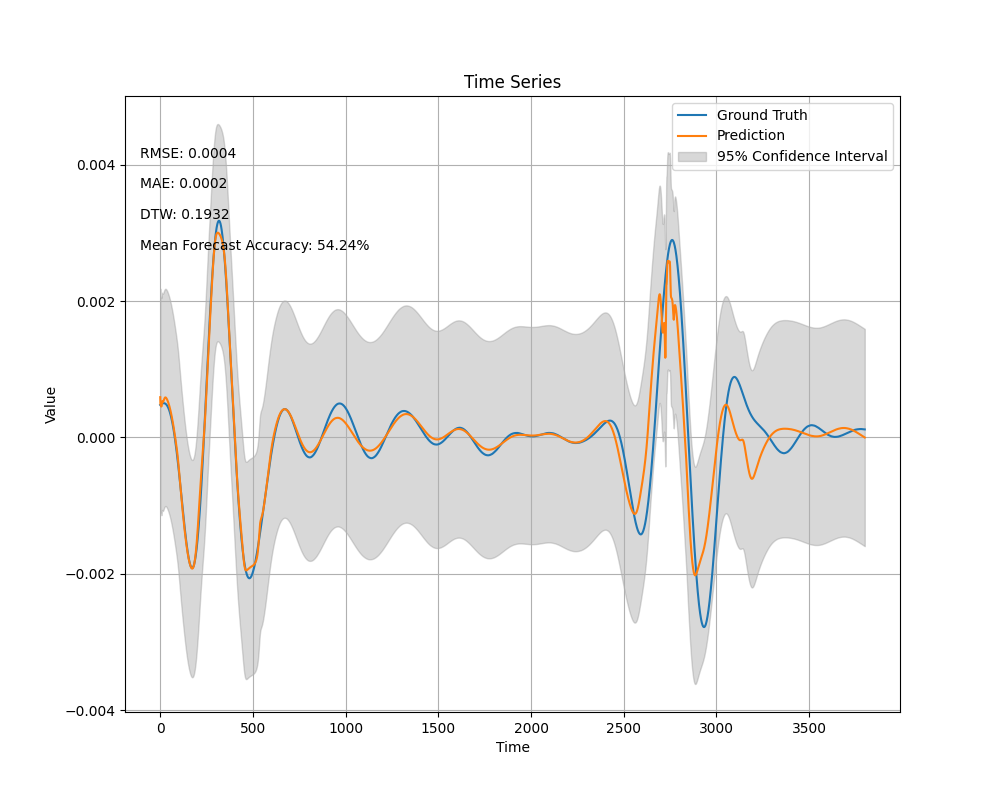 Time Series
Ground Truth
Prediction
95% Confidence Interval
RMSE: 0.0004
MAE: 0.0002
DTW: 0.1932
Mean Forecast Accuracy: 54.24%
Value
0.004
0.002
0.000
−0.002
−0.004
0 500 1000 1500 2000 2500 3000 3500
Time